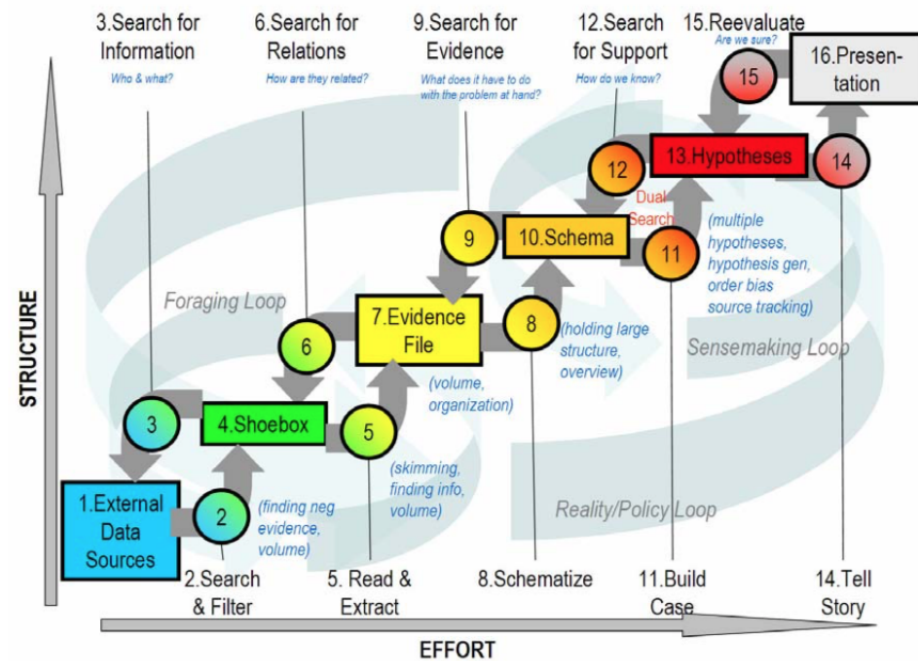 3.Search for
Information
Who & what?
6.Search for
Relations
How are they related?
9.Search for
Evidence
What does it have to do
with the problem at hand?
12.Search
for Support
How do we know?
15.Reevaluate
Are we sure?
16.Presen-
tation
15
14
13.Hypotheses
12
Dual
Search
11
(multiple
hypotheses,
hypothesis gen,
order bias
source tracking)
10.Schema
9
8
(holding large
structure,
overview)
Foraging Loop
7.Evidence
File
6
(volume,
organization)
Sensemaking Loop
4.Shoebox
3
5
(skimming,
finding info,
volume)
1.External
Data
Sources
2
(finding neg
evidence,
volume)
Reality/Policy Loop
2.Search
& Filter
5. Read &
Extract
8.Schematize
11.Build
Case
14.Tell
Story
STRUCTURE
EFFORT